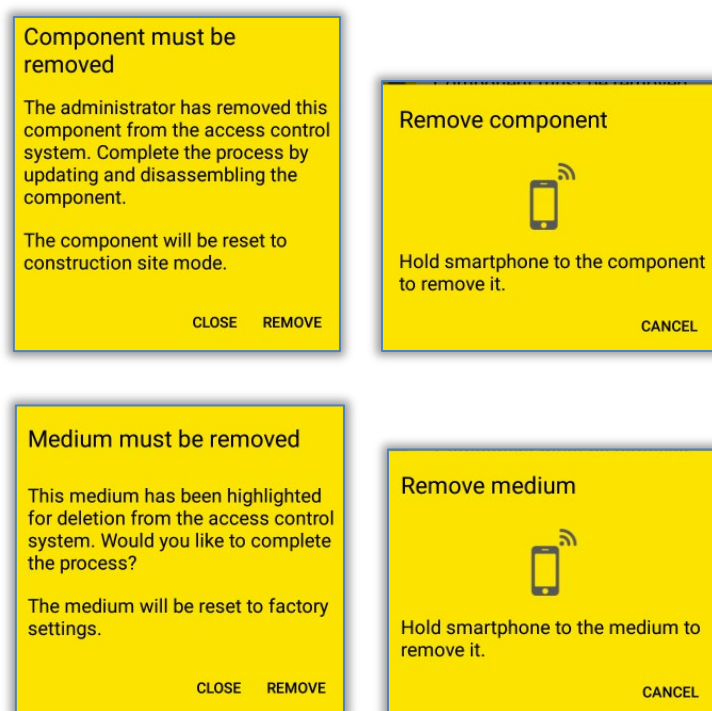 Component must be
removed
The administrator has removed this
component from the access control
system. Complete the process by
updating and disassembling the
component.
The component will be reset to
construction site mode.
CLOSE REMOVE
Component must be removed
Remove component
Hold smartphone to the component
to remove it.
CANCEL
Medium must be removed
This medium has been highlighted
for deletion from the access control
system. Would you like to complete
the process?
The medium will be reset to factory
settings.
CLOSE REMOVE
Remove medium
Hold smartphone to the medium to
remove it.
CANCEL